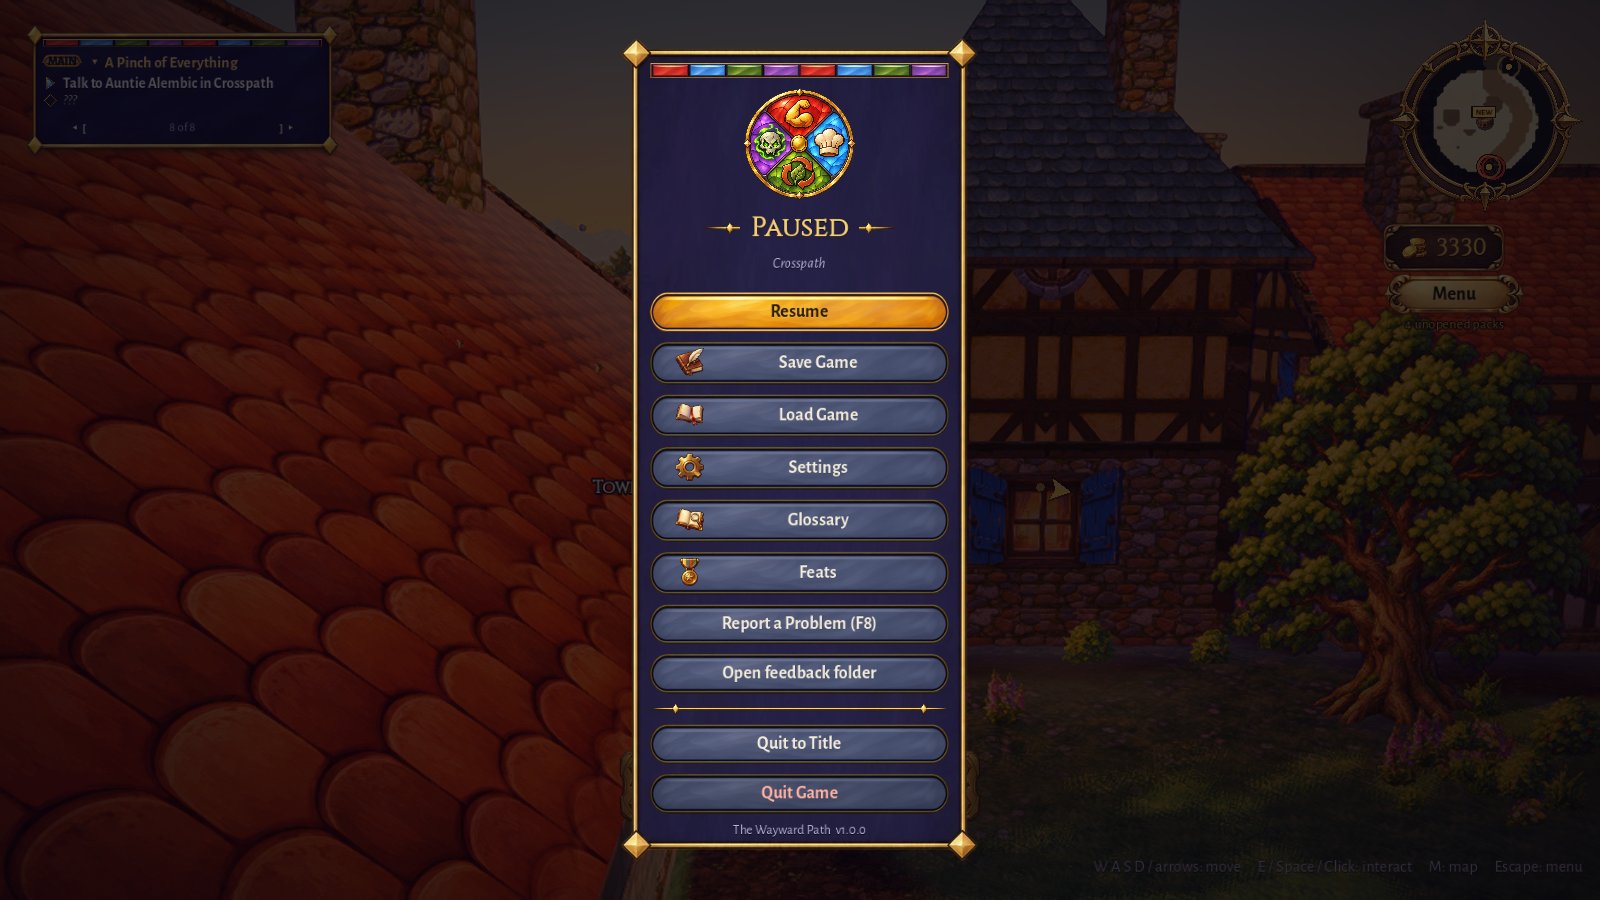 MAIN ▾ A Pinch of Everything
Talk to Auntie Alembic in Crosspath
???
8 of 8
PAUSED
Crosspath
Resume
Save Game
Load Game
Settings
Glossary
Feats
Report a Problem (F8)
Open feedback folder
Quit to Title
Quit Game
The Wayward Path v1.0.0
NEW
3330
Menu
4 unopened packs
W A S D / arrows: move E / Space / Click: interact M: map Escape: menu